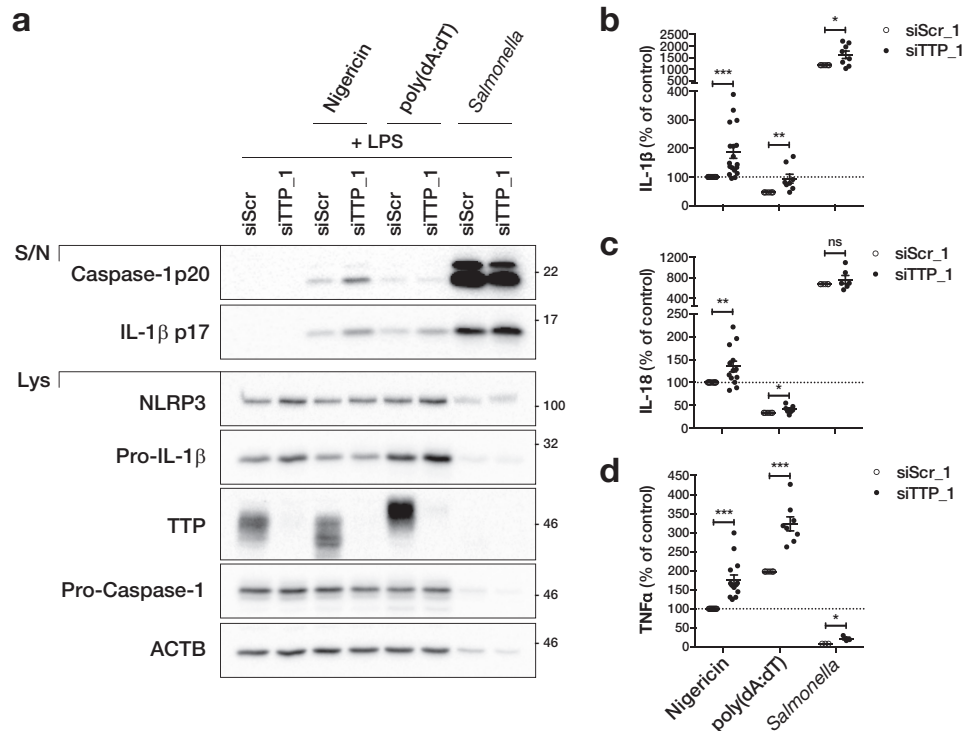 a
Nigericin
poly(dA:dT)
Salmonella
+ LPS
siScr
siTTP_1
siScr
siTTP_1
siScr
siTTP_1
siScr
siTTP_1
S/N
Caspase-1p20
22
IL-1β p17
17
Lys
NLRP3
100
Pro-IL-1β
32
TTP
46
Pro-Caspase-1
46
ACTB
46
b
IL-1β (% of control)
2500
2000
1500
1000
500
400
300
200
100
0
***
**
*
siScr_1
siTTP_1
c
IL-18 (% of control)
1200
800
400
250
200
150
100
50
0
**
*
ns
siScr_1
siTTP_1
d
TNFα (% of control)
450
400
350
300
250
200
150
100
50
0
***
***
*
siScr_1
siTTP_1
Nigericin
poly(dA:dT)
Salmonella